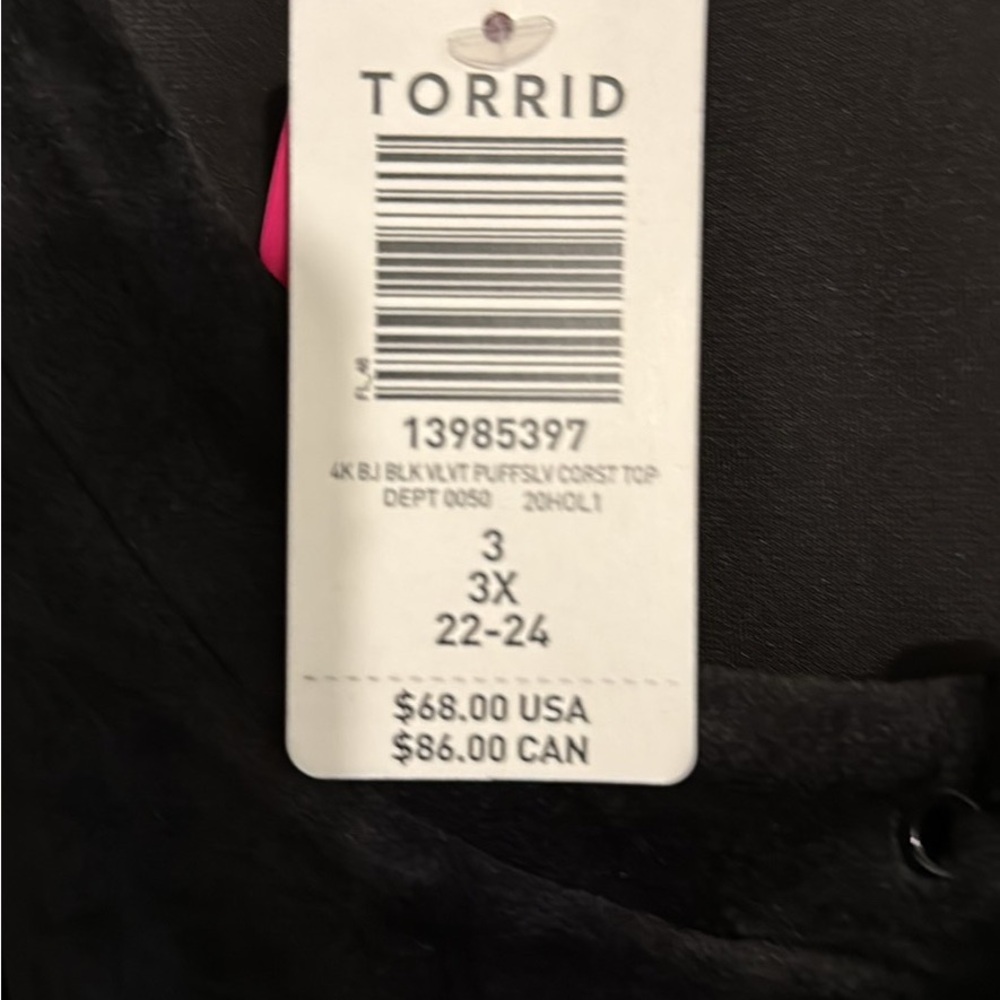 TORRID
13985397
4K BJ BLK VLVT PUFFSLV CORST TOP
DEPT 0050 20HOL1
3
3X
22-24
$68.00 USA
$86.00 CAN